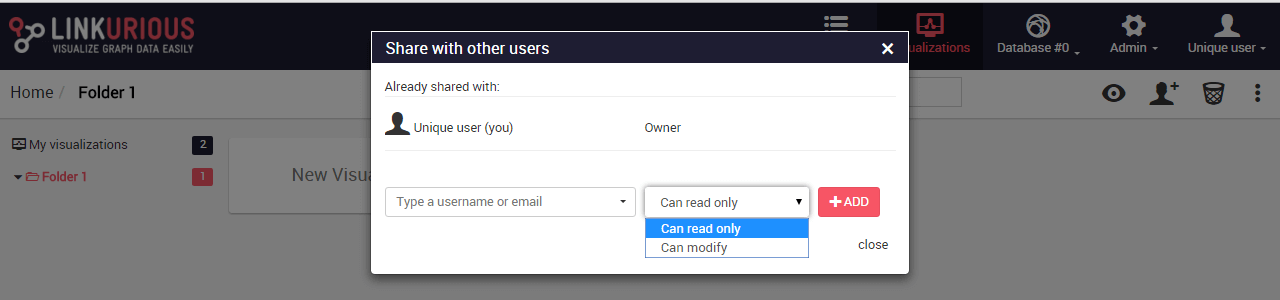 LINKURIOUS
VISUALIZE GRAPH DATA EASILY
Database #0
Admin
Unique user
Share with other users
Already shared with:
Unique user (you)
Owner
Type a username or email
Can read only
ADD
Can read only
Can modify
close
Home / Folder 1
My visualizations
2
Folder 1
1
New